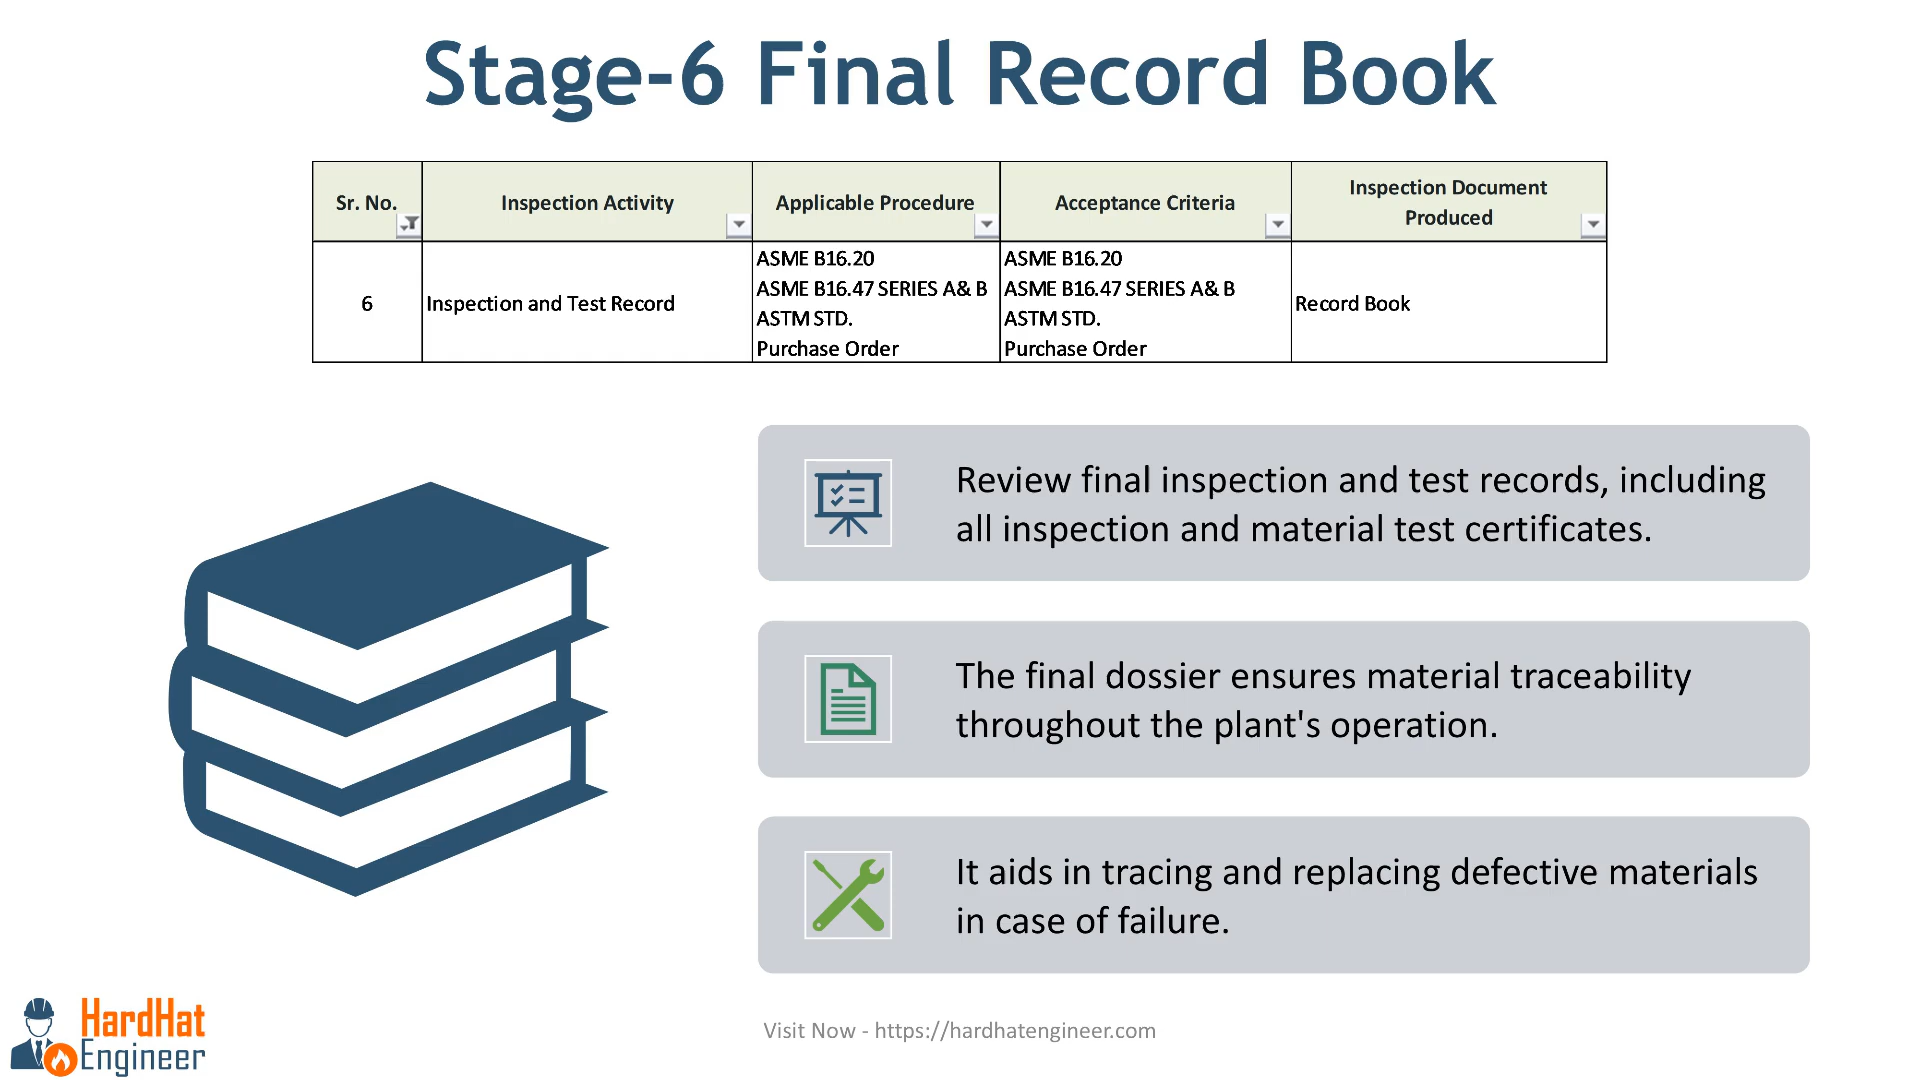 Stage-6 Final Record Book
Sr. No.
Inspection Activity
Applicable Procedure
Acceptance Criteria
Inspection Document
Produced
6
Inspection and Test Record
ASME B16.20
ASME B16.47 SERIES A& B
ASTM STD.
Purchase Order
ASME B16.20
ASME B16.47 SERIES A& B
ASTM STD.
Purchase Order
Record Book
Review final inspection and test records, including
all inspection and material test certificates.
The final dossier ensures material traceability
throughout the plant's operation.
It aids in tracing and replacing defective materials
in case of failure.
HardHat
Engineer
Visit Now - https://hardhatengineer.com